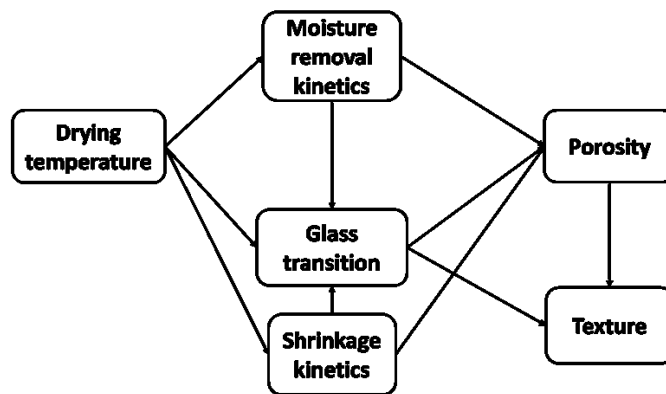 Moisture
removal
kinetics
Drying
temperature
Porosity
Glass
transition
Texture
Shrinkage
kinetics